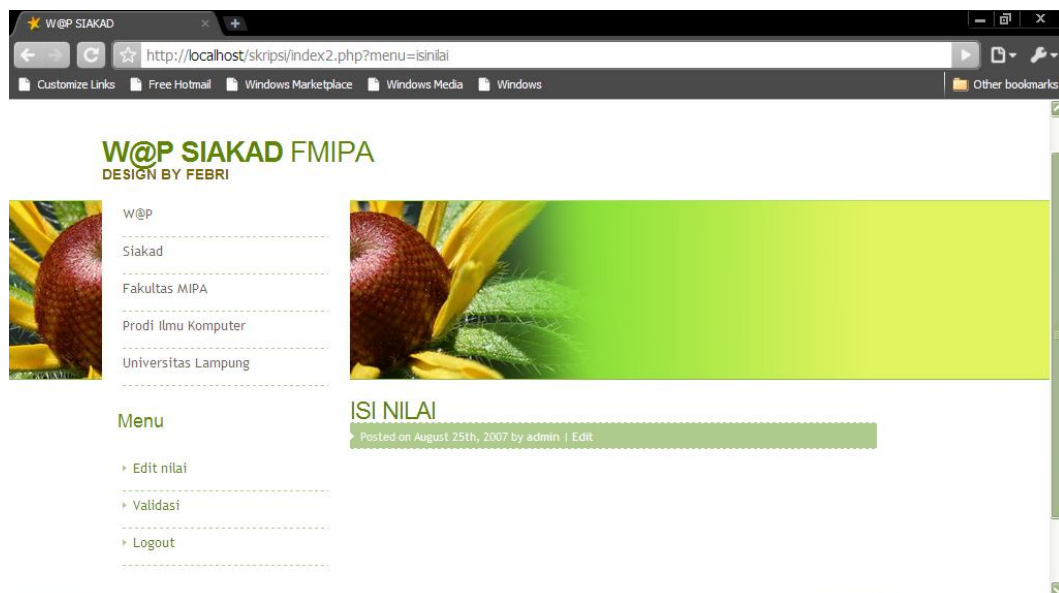 W@P SIAKAD
http://localhost/skripsi/index2.php?menu=isinilai
Customize Links Free Hotmail Windows Marketplace Windows Media Windows Other bookmarks
W@P SIAKAD FMIPA
DESIGN BY FEBRI
W@P
Siakad
Fakultas MIPA
Prodi Ilmu Komputer
Universitas Lampung
Menu
Edit nilai
Validasi
Logout
ISI NILAI
Posted on August 25th, 2007 by admin | Edit